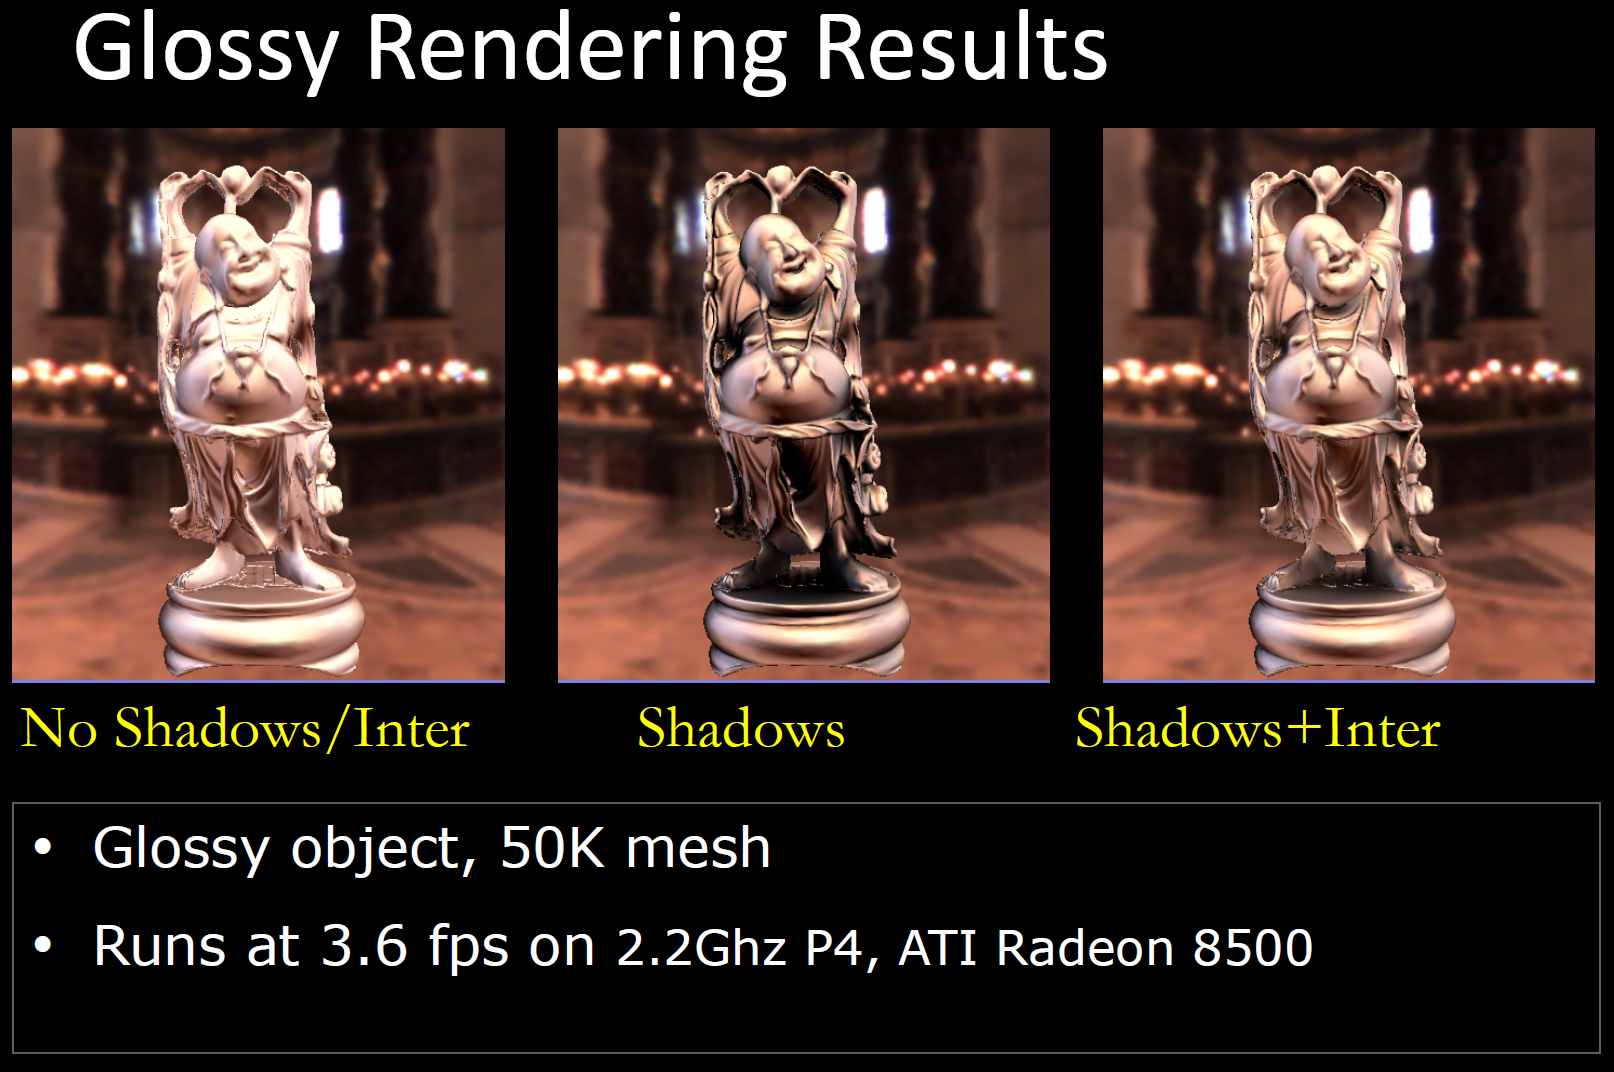 Glossy Rendering Results
No Shadows/Inter
Shadows
Shadows+Inter
• Glossy object, 50K mesh
• Runs at 3.6 fps on 2.2Ghz P4, ATI Radeon 8500